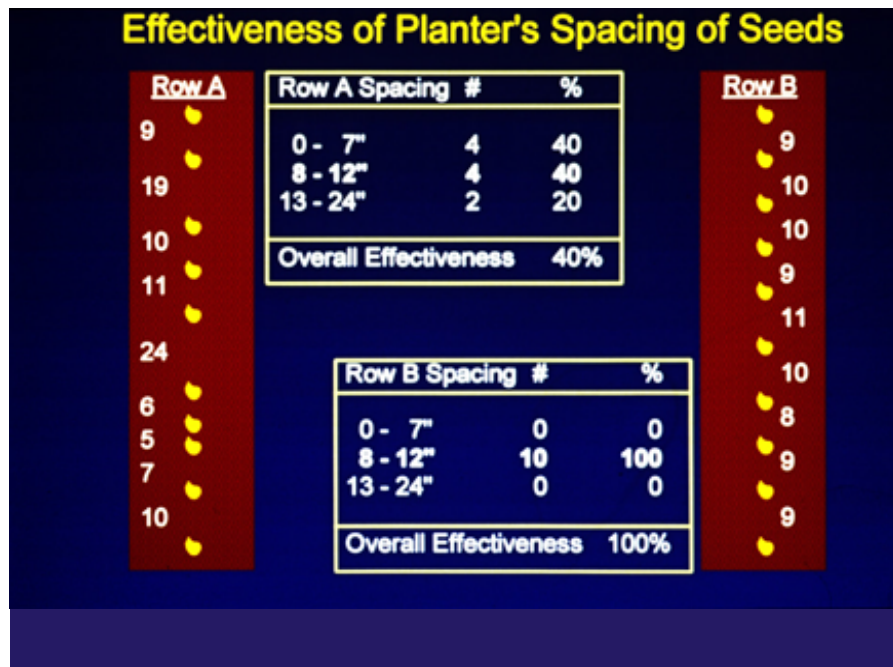 Effectiveness of Planter's Spacing of Seeds
Row A
9
19
10
11
24
6
5
7
10
Row A Spacing # %
0 - 7" 4 40
8 - 12" 4 40
13 - 24" 2 20
Overall Effectiveness 40%
Row B Spacing # %
0 - 7" 0 0
8 - 12" 10 100
13 - 24" 0 0
Overall Effectiveness 100%
Row B
9
10
10
9
11
10
8
9
9